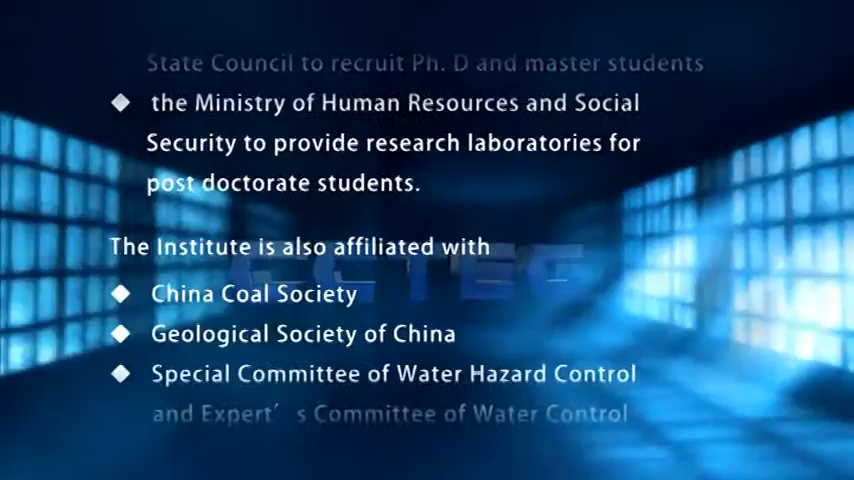 State Council to recruit Ph. D and master students
◆ the Ministry of Human Resources and Social
Security to provide research laboratories for
post doctorate students.
The Institute is also affiliated with
CCTEG
◆ China Coal Society
◆ Geological Society of China
◆ Special Committee of Water Hazard Control
and Expert’ s Committee of Water Control